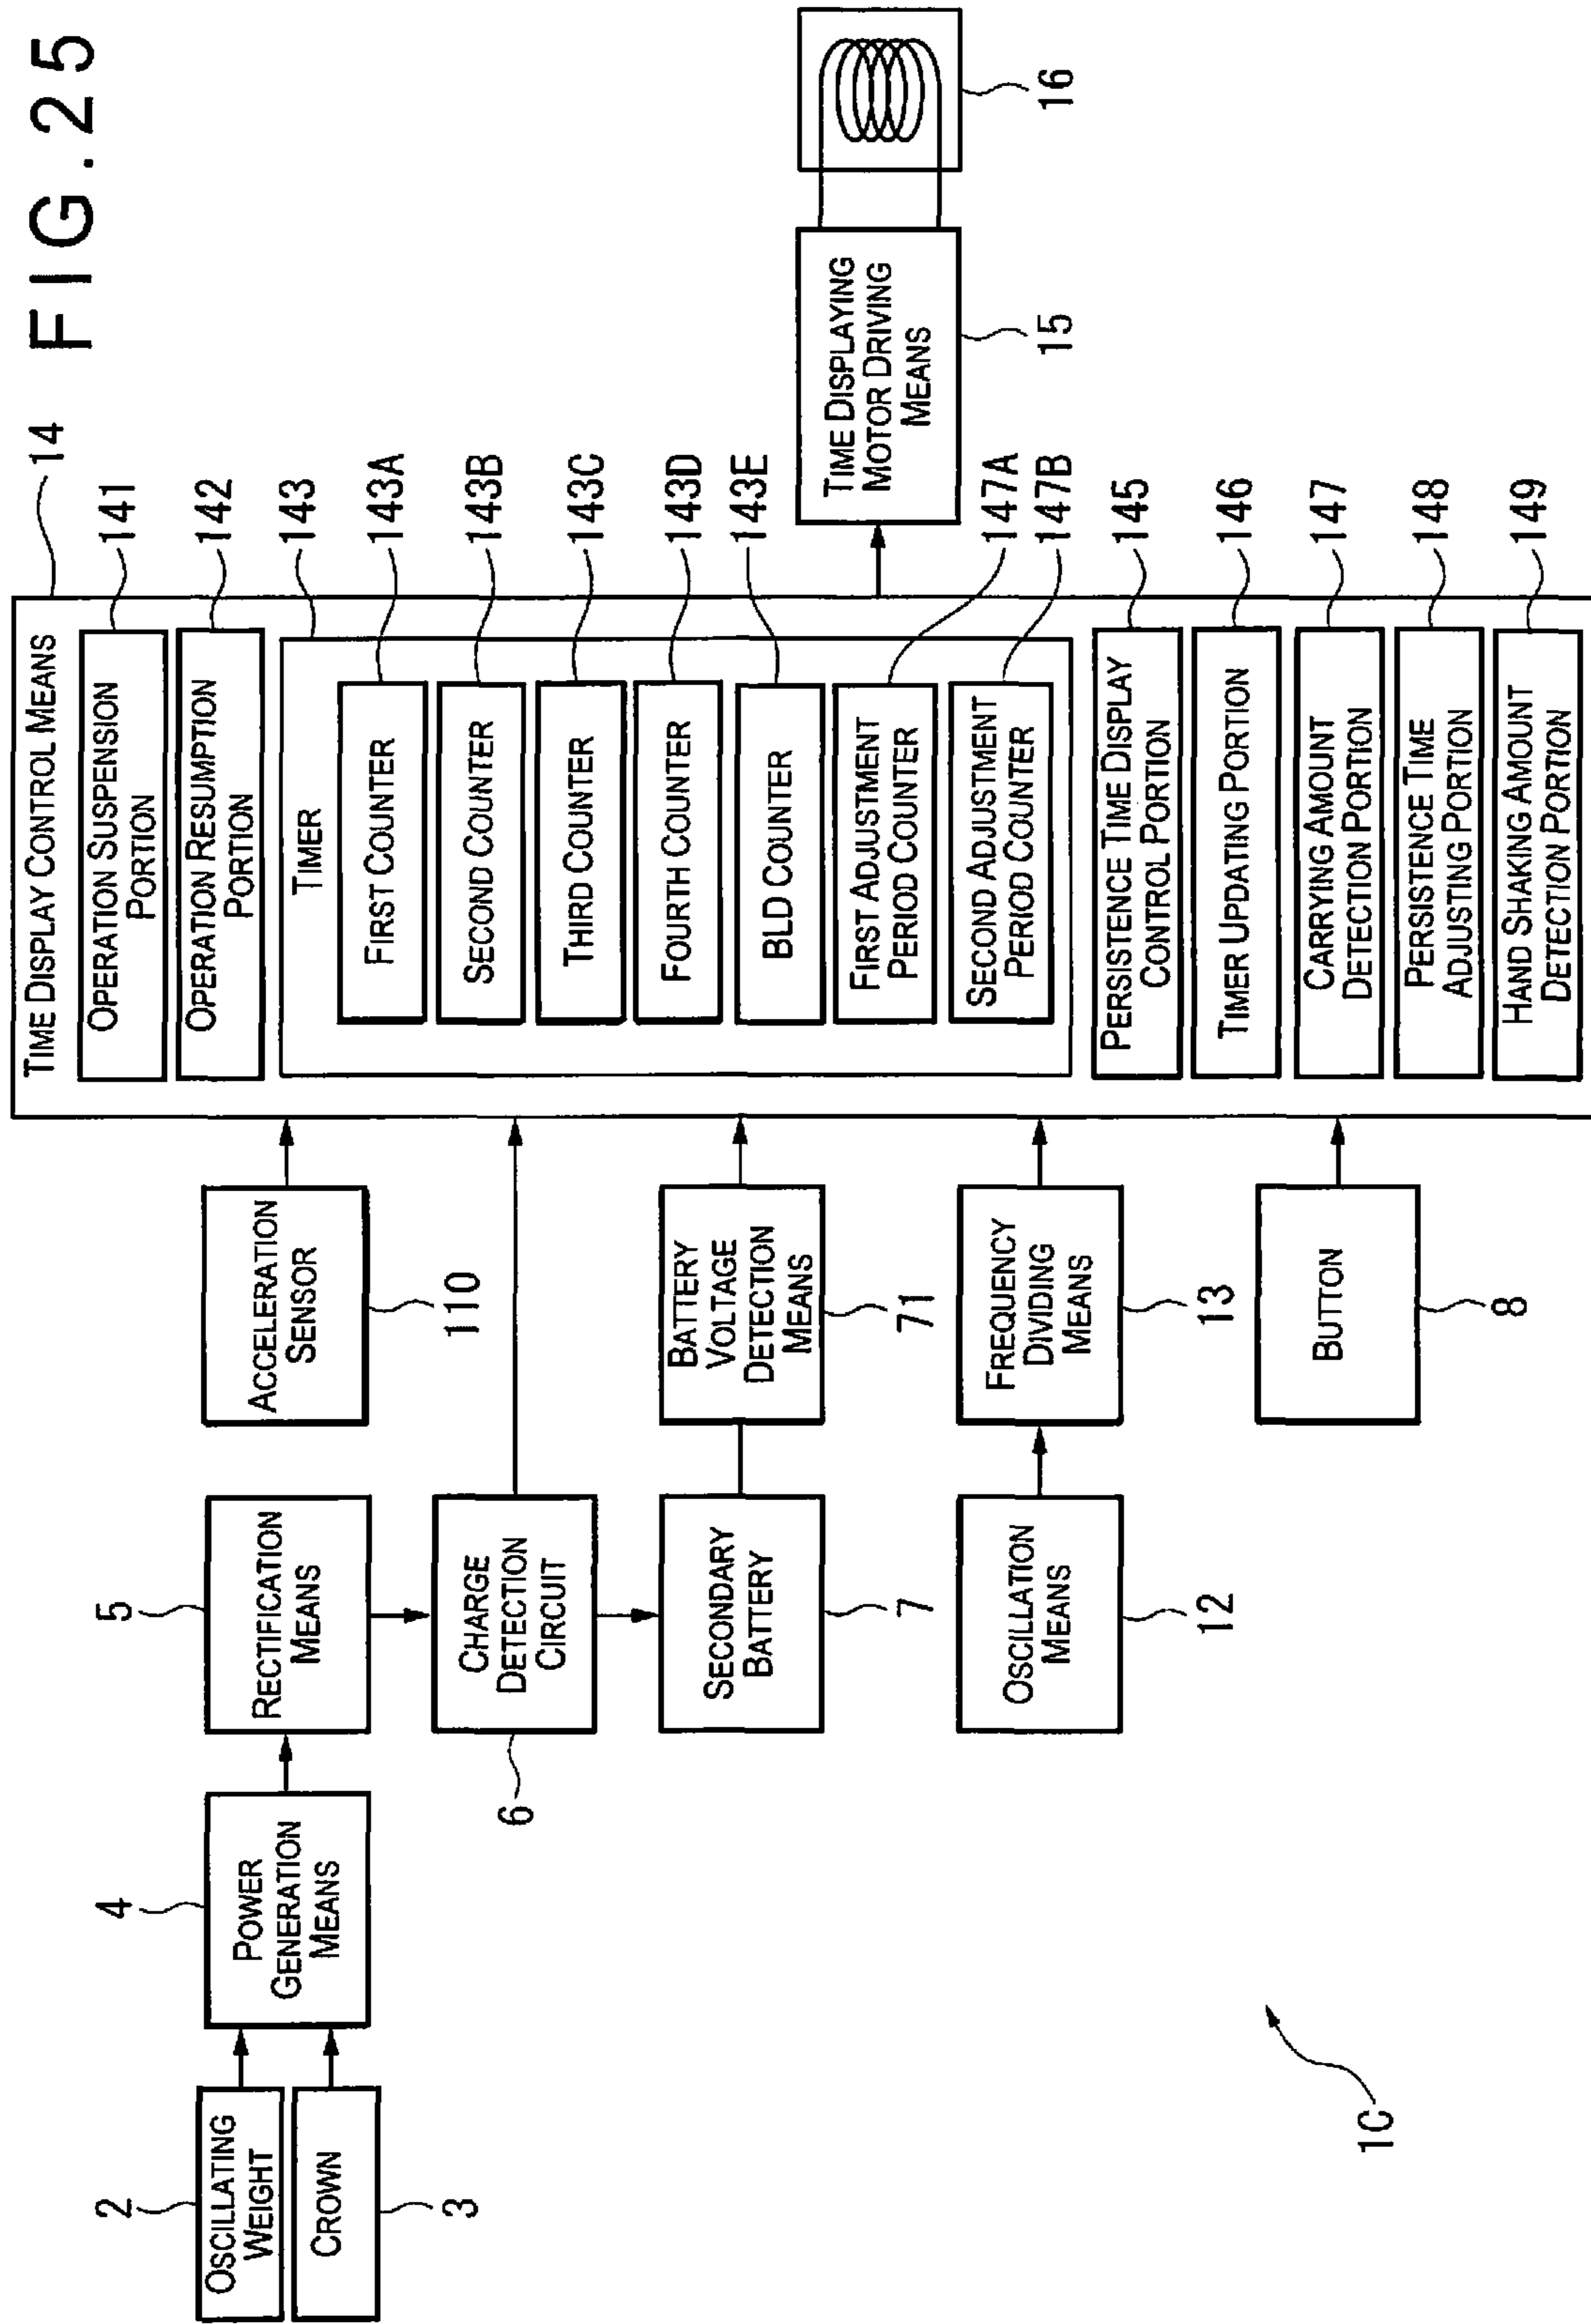 FIG.25
14
TIME DISPLAY CONTROL MEANS
OPERATION SUSPENSION
PORTION
141
OPERATION RESUMPTION
PORTION
142
TIMER
143
FIRST COUNTER
143A
SECOND COUNTER
143B
THIRD COUNTER
143C
FOURTH COUNTER
143D
BLD COUNTER
143E
FIRST ADJUSTMENT
PERIOD COUNTER
147A
SECOND ADJUSTMENT
PERIOD COUNTER
147B
PERSISTENCE TIME DISPLAY
CONTROL PORTION
145
TIMER UPDATING PORTION
146
CARRYING AMOUNT
DETECTION PORTION
147
PERSISTENCE TIME
ADJUSTING PORTION
148
HAND SHAKING AMOUNT
DETECTION PORTION
149
2
OSCILLATING
WEIGHT
CROWN
3
4
POWER
GENERATION
MEANS
5
RECTIFICATION
MEANS
CHARGE
DETECTION
CIRCUIT
6
SECONDARY
BATTERY
7
OSCILLATION
MEANS
12
ACCELERATION
SENSOR
110
BATTERY
VOLTAGE
DETECTION
MEANS
71
FREQUENCY
DIVIDING
MEANS
13
BUTTON
8
TIME DISPLAYING
MOTOR DRIVING
MEANS
15
16
1C